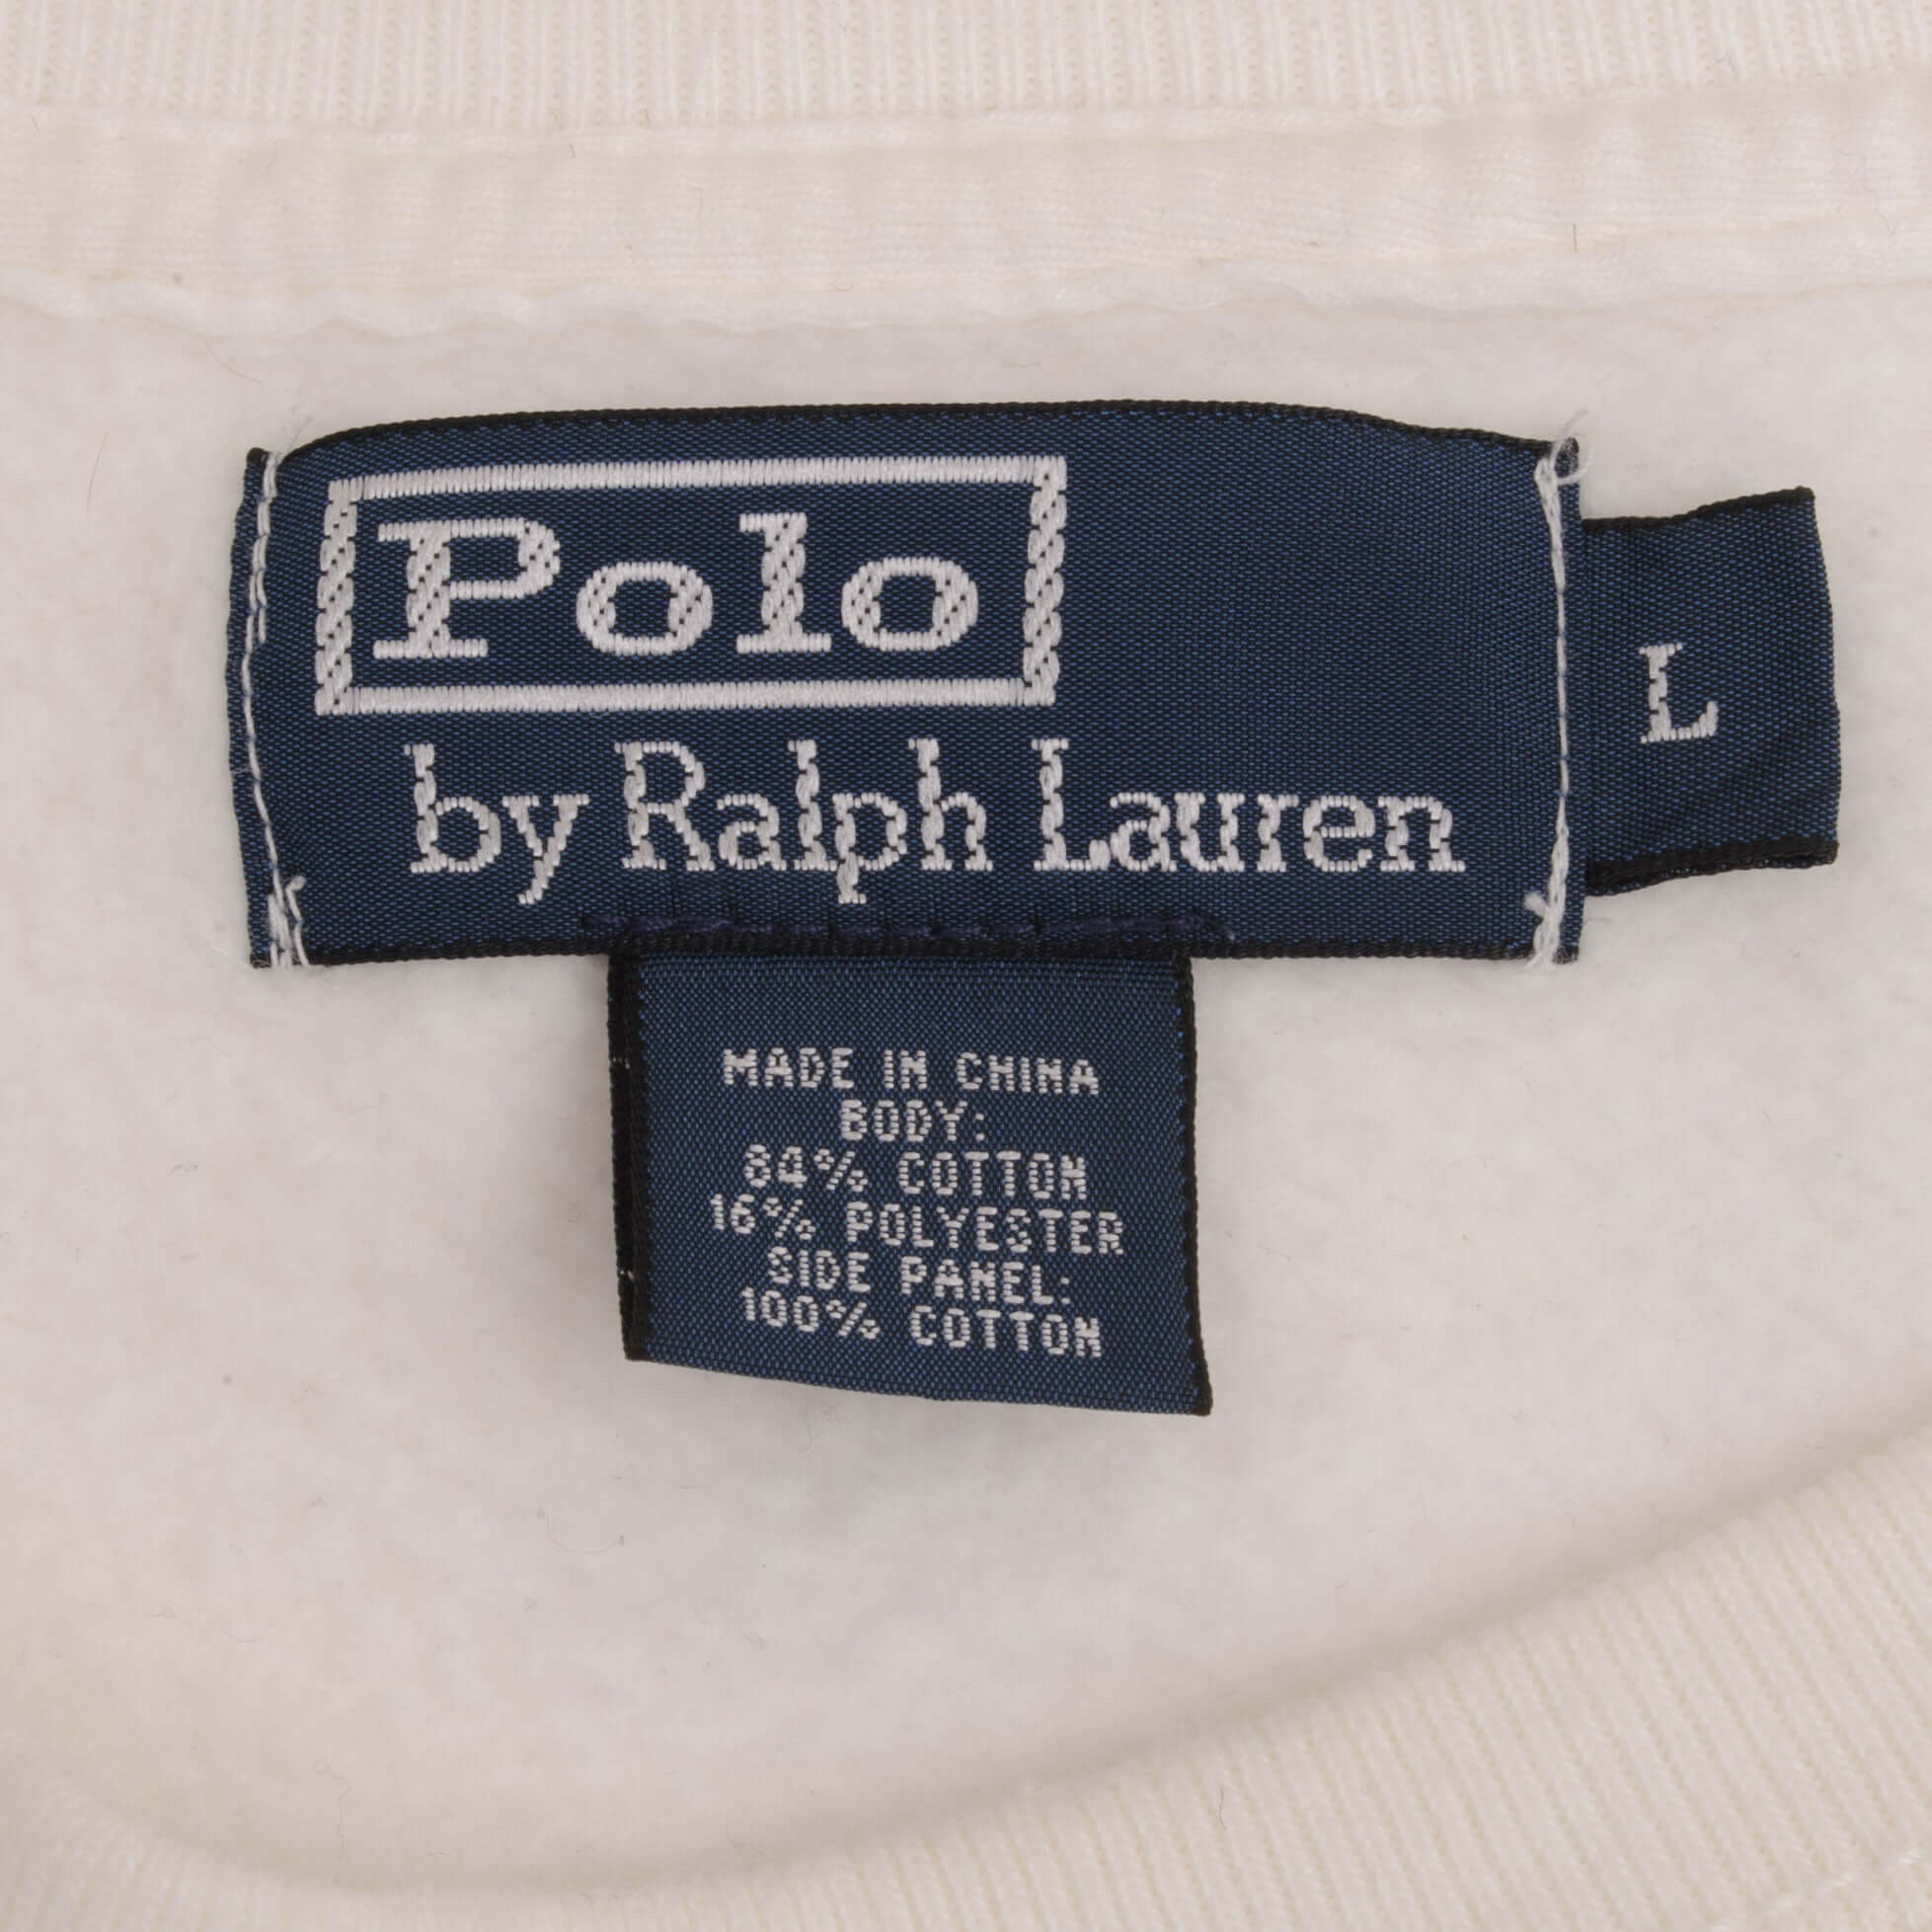 Polo
by Ralph Lauren
L
MADE IN CHINA
BODY:
84% COTTON
16% POLYESTER
SIDE PANEL:
100% COTTON